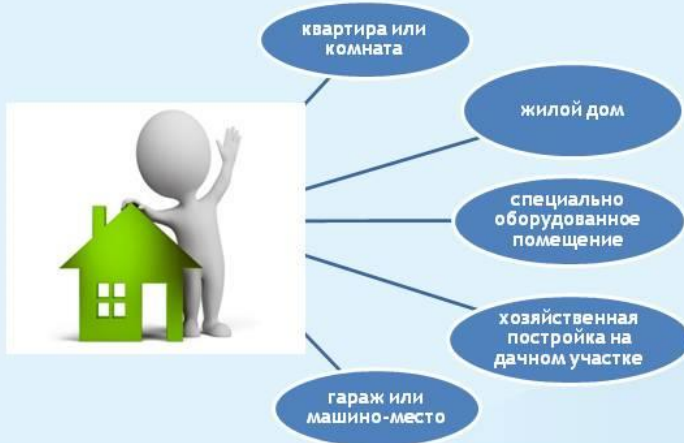 квартира или
комната
жилой дом
специально
оборудованное
помещение
хозяйственная
постройка на
дачном участке
гараж или
машино-место